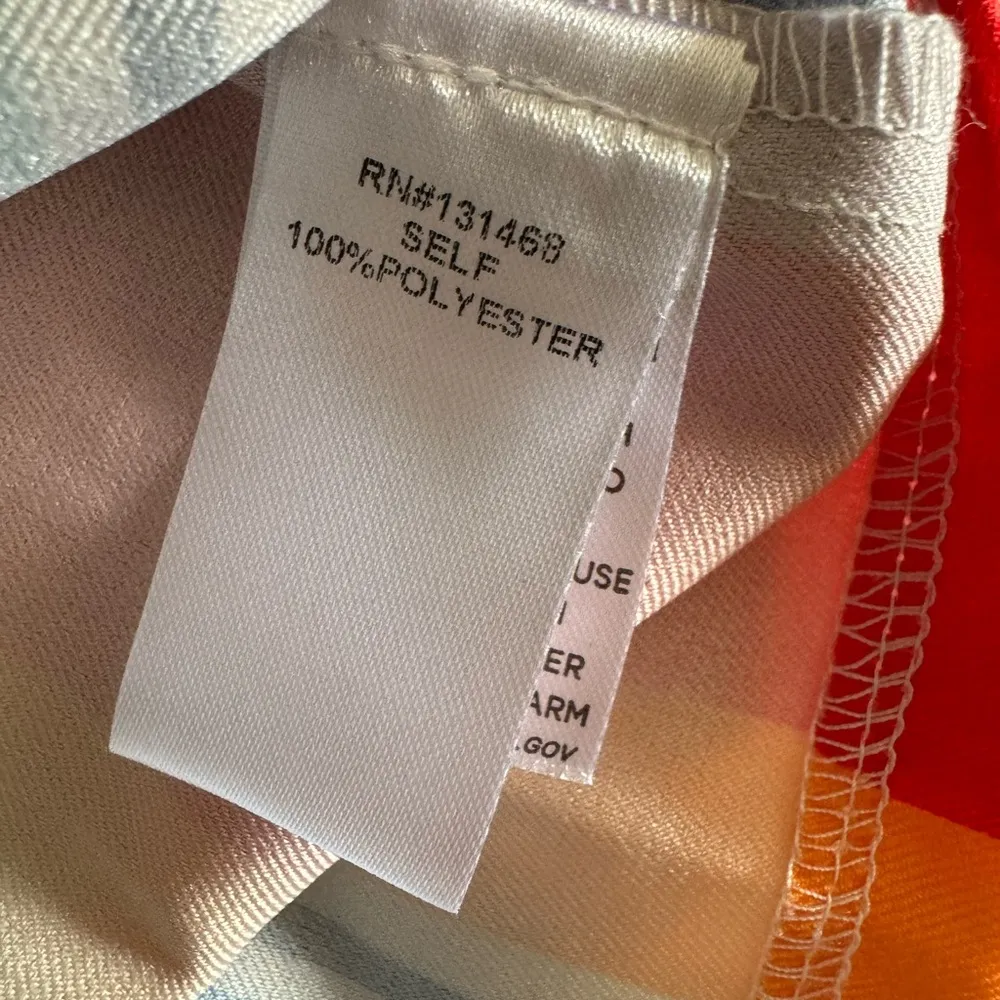 RN#131468
SELF
100%POLYESTER
USE
ER
ARM
.GOV